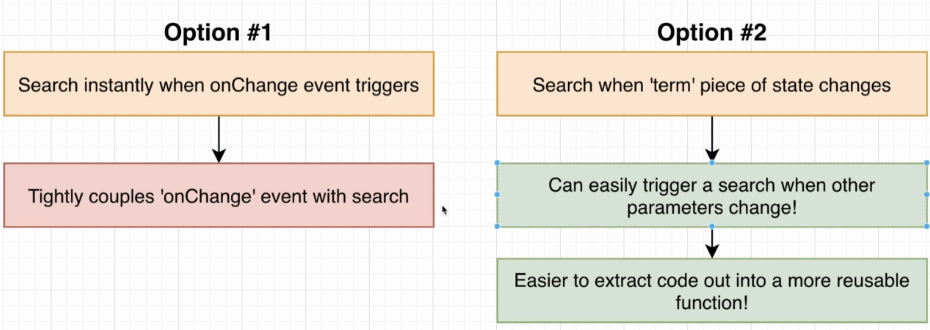 Option #1
Search instantly when onChange event triggers
Tightly couples 'onChange' event with search
Option #2
Search when 'term' piece of state changes
Can easily trigger a search when other
parameters change!
Easier to extract code out into a more reusable
function!